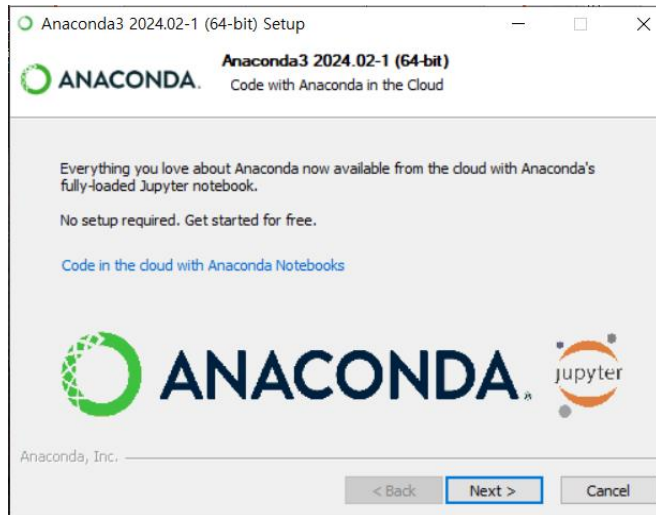 Anaconda3 2024.02-1 (64-bit) Setup
ANACONDA.
Anaconda3 2024.02-1 (64-bit)
Code with Anaconda in the Cloud
Everything you love about Anaconda now available from the cloud with Anaconda's
fully-loaded Jupyter notebook.
No setup required. Get started for free.
Code in the cloud with Anaconda Notebooks
ANACONDA.
jupyter
Anaconda, Inc.
< Back
Next >
Cancel